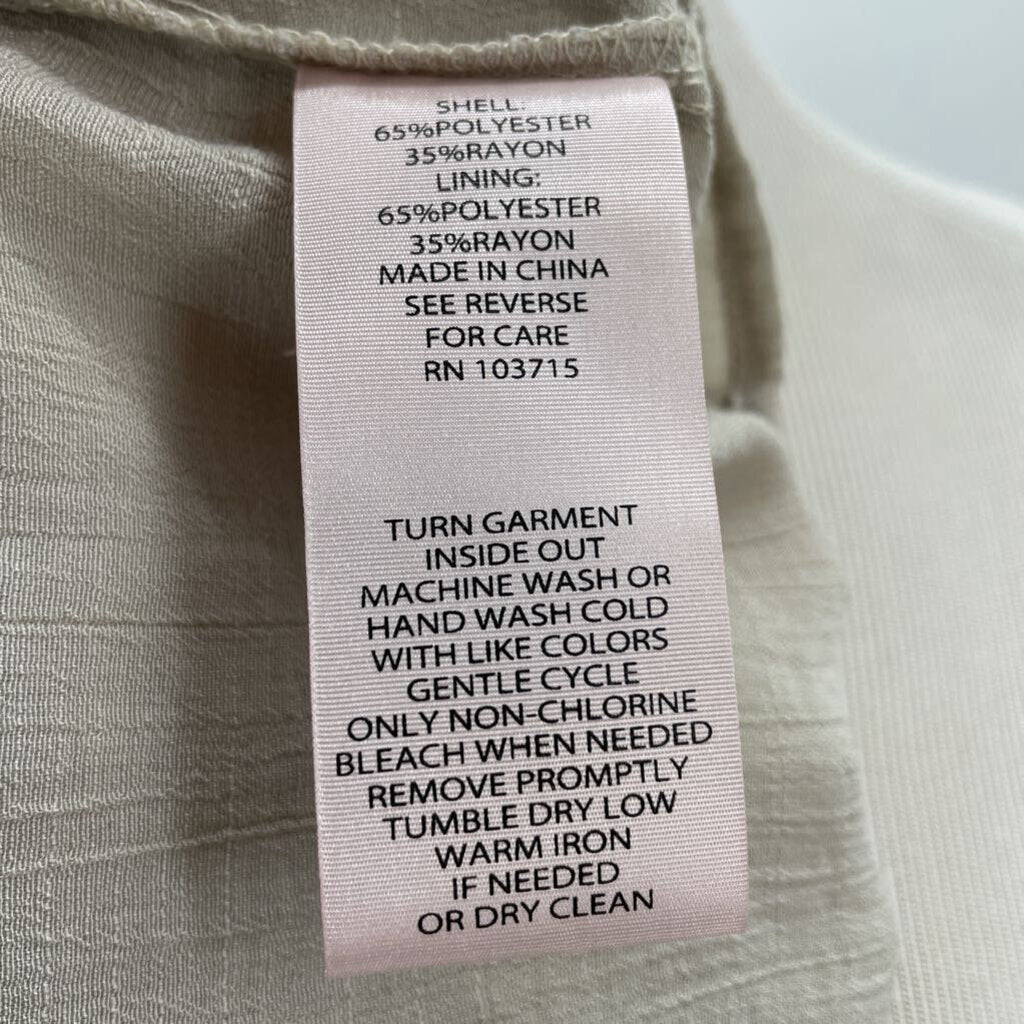 SHELL:
65%POLYESTER
35%RAYON
LINING:
65%POLYESTER
35%RAYON
MADE IN CHINA
SEE REVERSE
FOR CARE
RN 103715
TURN GARMENT
INSIDE OUT
MACHINE WASH OR
HAND WASH COLD
WITH LIKE COLORS
GENTLE CYCLE
ONLY NON-CHLORINE
BLEACH WHEN NEEDED
REMOVE PROMPTLY
TUMBLE DRY LOW
WARM IRON
IF NEEDED
OR DRY CLEAN